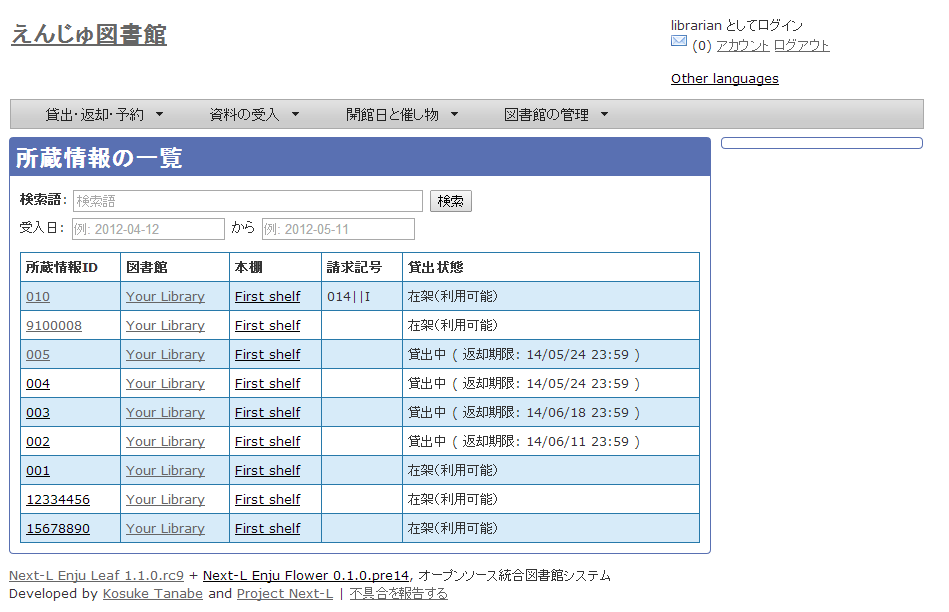 えんじゅ図書館
librarian としてログイン
(0) アカウント ログアウト
Other languages
貸出・返却・予約 ▼ 資料の受入 ▼ 開館日と催し物 ▼ 図書館の管理 ▼
所蔵情報の一覧
検索語: 検索語 検索
受入日: 例: 2012-04-12 から 例: 2012-05-11
所蔵情報ID 図書館 本棚 請求記号 貸出状態
010 Your Library First shelf 014||I 在架(利用可能)
9100008 Your Library First shelf 在架(利用可能)
005 Your Library First shelf 貸出中 ( 返却期限: 14/05/24 23:59 )
004 Your Library First shelf 貸出中 ( 返却期限: 14/05/24 23:59 )
003 Your Library First shelf 貸出中 ( 返却期限: 14/06/18 23:59 )
002 Your Library First shelf 貸出中 ( 返却期限: 14/06/11 23:59 )
001 Your Library First shelf 在架(利用可能)
12334456 Your Library First shelf 在架(利用可能)
15678890 Your Library First shelf 在架(利用可能)
Next-L Enju Leaf 1.1.0.rc9 + Next-L Enju Flower 0.1.0.pre14, オープンソース統合図書館システム
Developed by Kosuke Tanabe and Project Next-L | 不具合を報告する